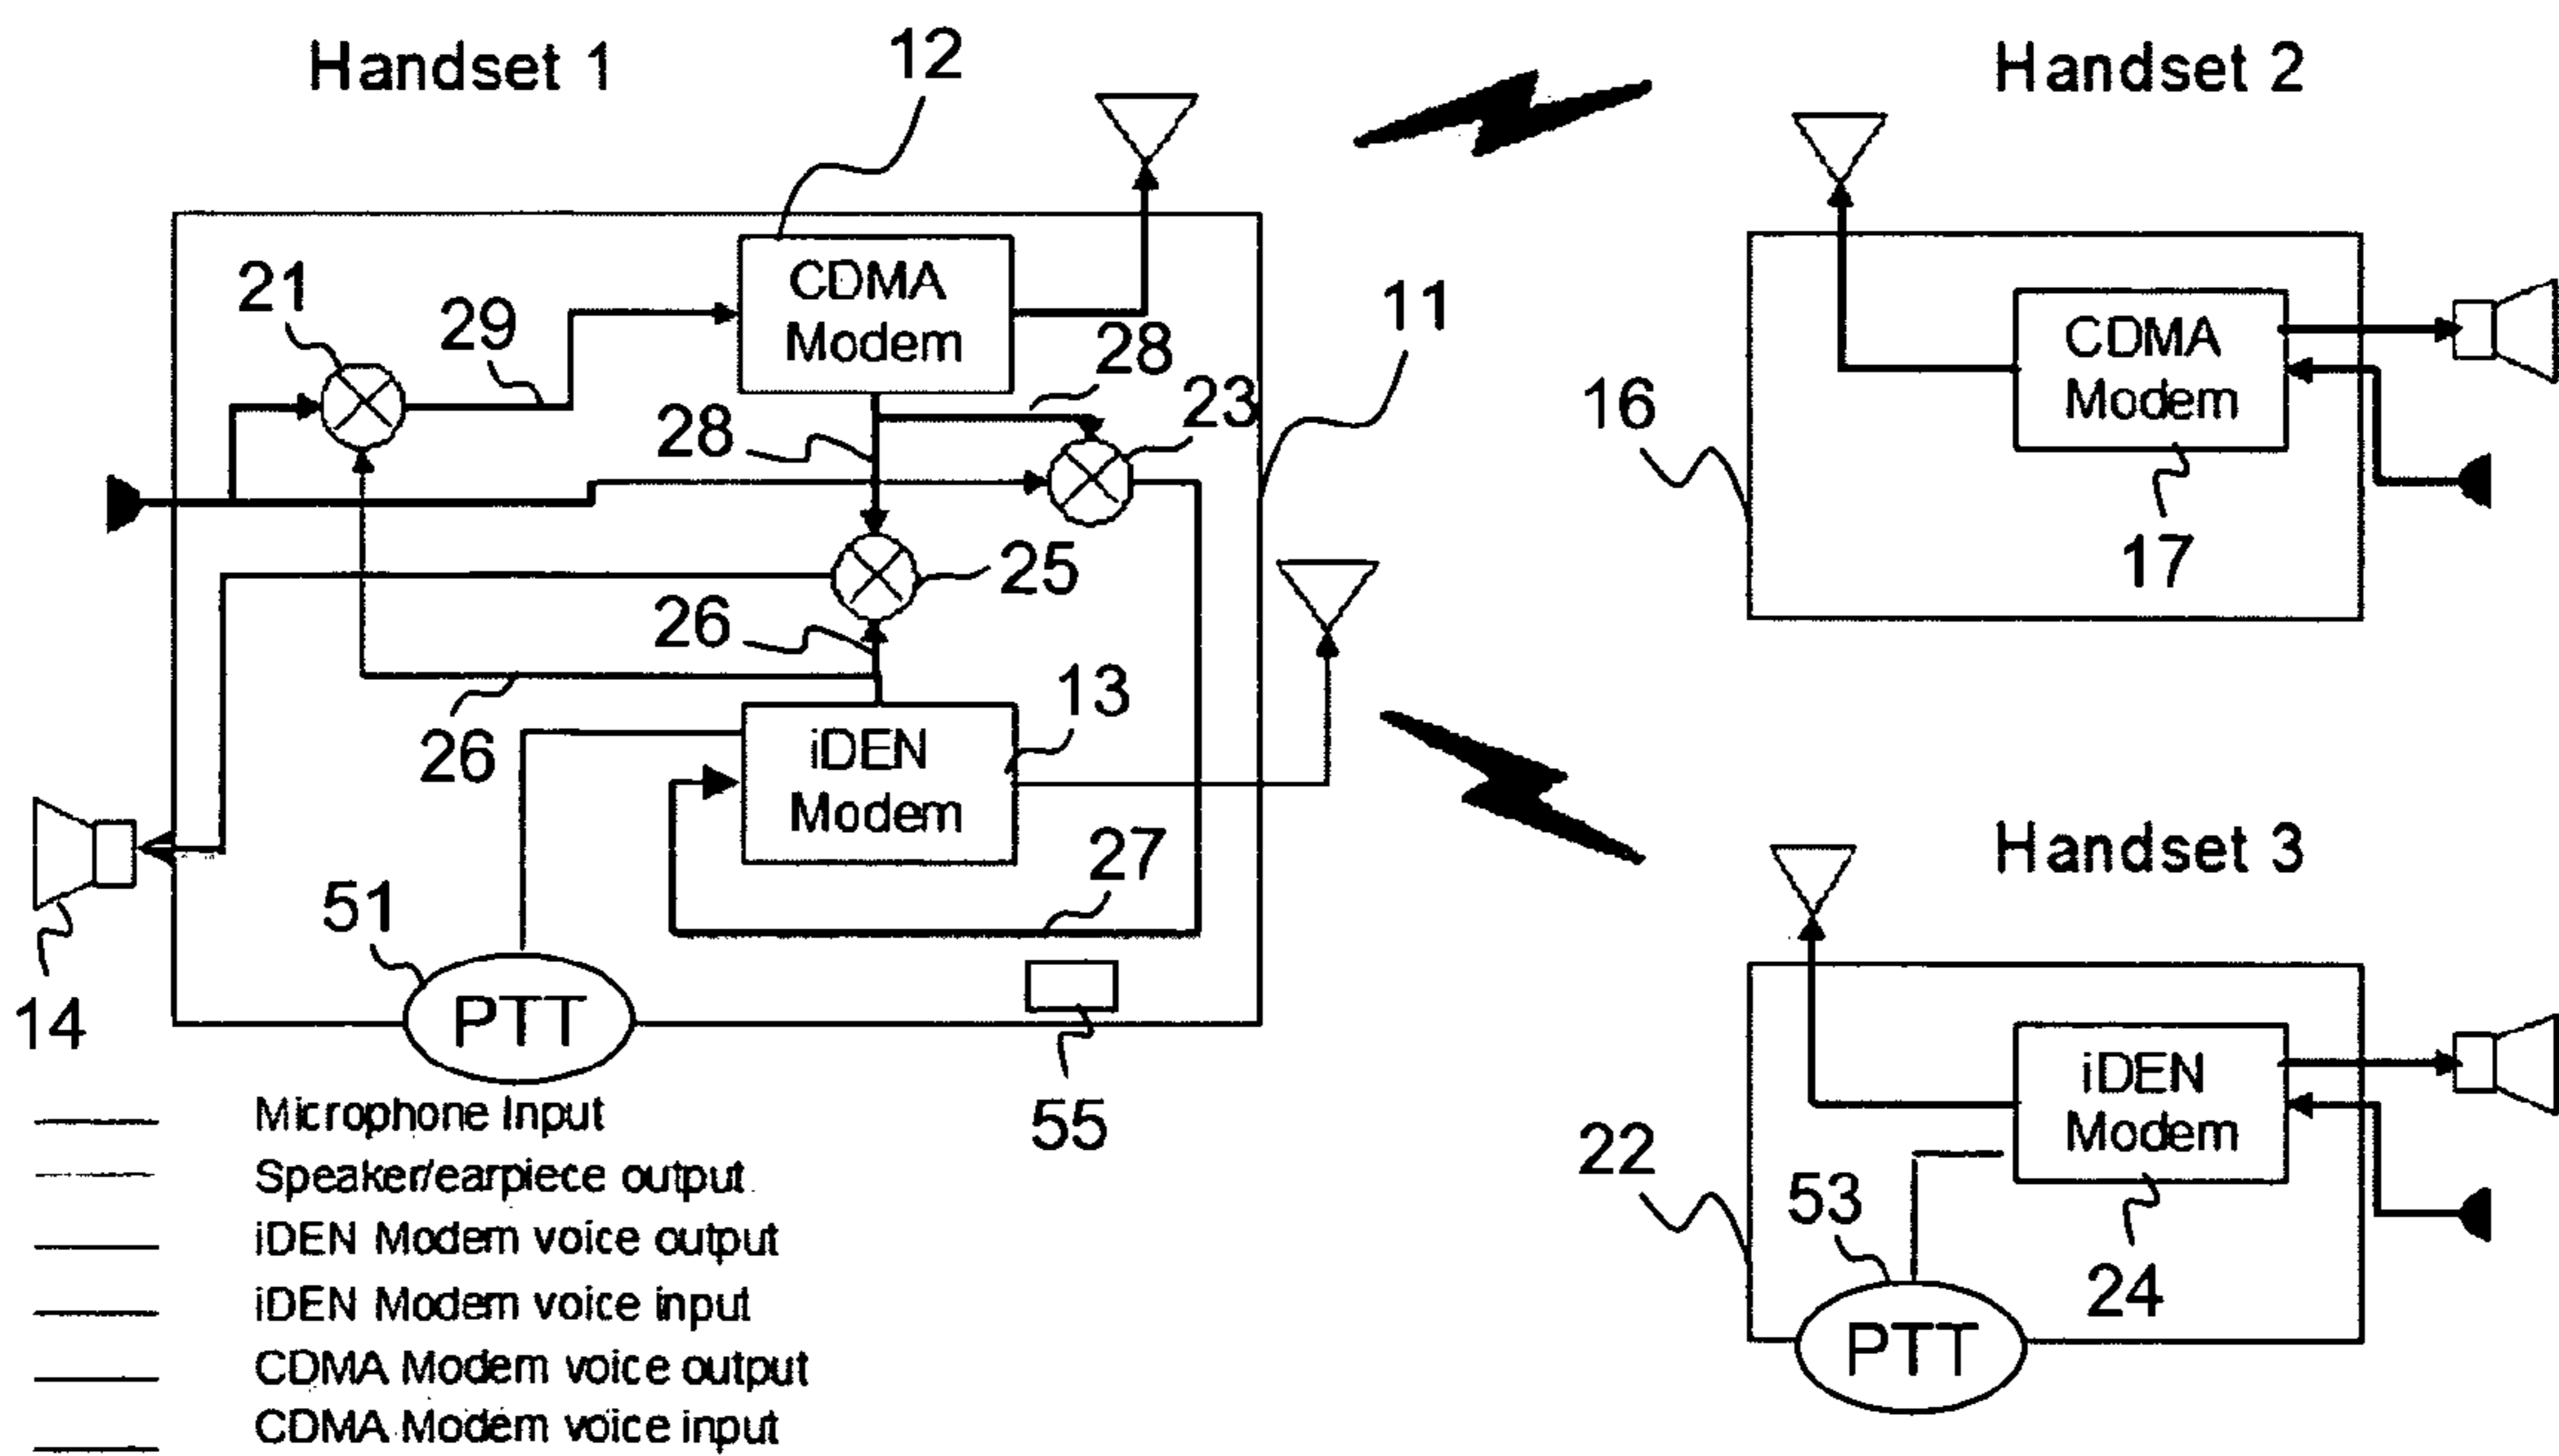 Handset 1
12
Handset 2
21
29
CDMA
Modem
28
11
28
23
16
CDMA
Modem
17
25
26
26
13
iDEN
Modem
27
Handset 3
51
14
PTT
55
22
53
iDEN
Modem
24
PTT
Microphone Input
Speaker/earpiece output
iDEN Modem voice output
iDEN Modem voice input
CDMA Modem voice output
CDMA Modem voice input